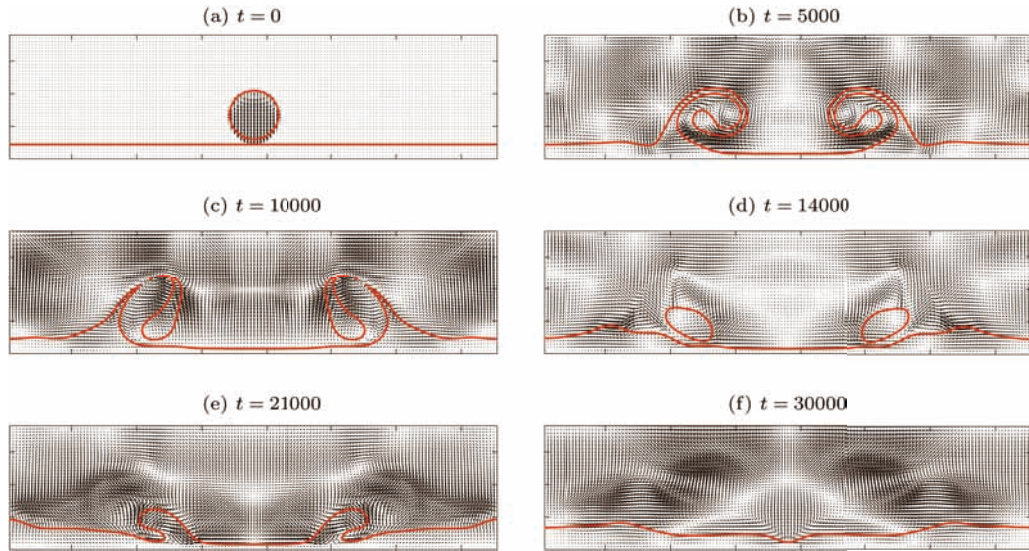 (a) t = 0
(b) t = 5000
(c) t = 10000
(d) t = 14000
(e) t = 21000
(f) t = 30000